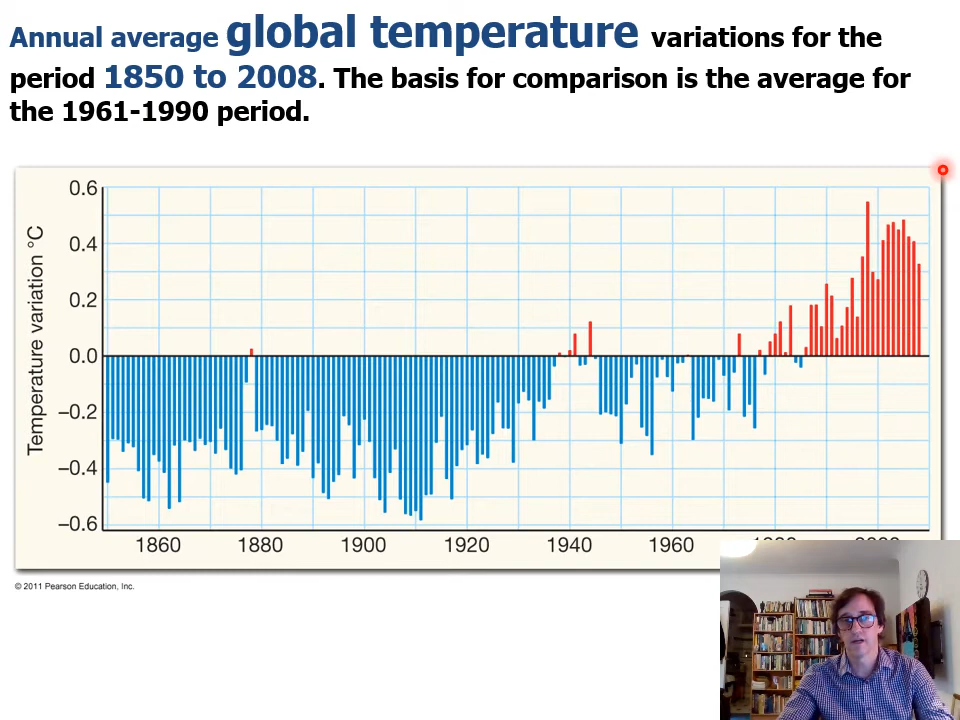 Annual average global temperature variations for the
period 1850 to 2008. The basis for comparison is the average for
the 1961-1990 period.
0.6
0.4
0.2
0.0
−0.2
−0.4
−0.6
Temperature variation °C
1860 1880 1900 1920 1940 1960
© 2011 Pearson Education, Inc.